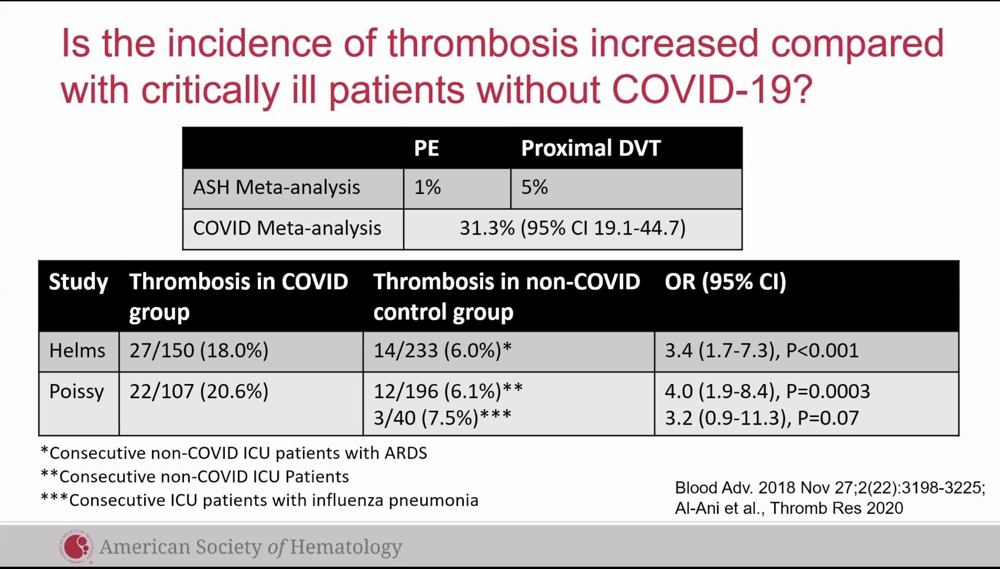 Is the incidence of thrombosis increased compared
with critically ill patients without COVID-19?
PE Proximal DVT
ASH Meta-analysis 1% 5%
COVID Meta-analysis 31.3% (95% CI 19.1-44.7)
Study Thrombosis in COVID group Thrombosis in non-COVID control group OR (95% CI)
Helms 27/150 (18.0%) 14/233 (6.0%)* 3.4 (1.7-7.3), P<0.001
Poissy 22/107 (20.6%) 12/196 (6.1%)** 4.0 (1.9-8.4), P=0.0003
3/40 (7.5%)*** 3.2 (0.9-11.3), P=0.07
*Consecutive non-COVID ICU patients with ARDS
**Consecutive non-COVID ICU Patients
***Consecutive ICU patients with influenza pneumonia
Blood Adv. 2018 Nov 27;2(22):3198-3225;
Al-Ani et al., Thromb Res 2020
American Society of Hematology